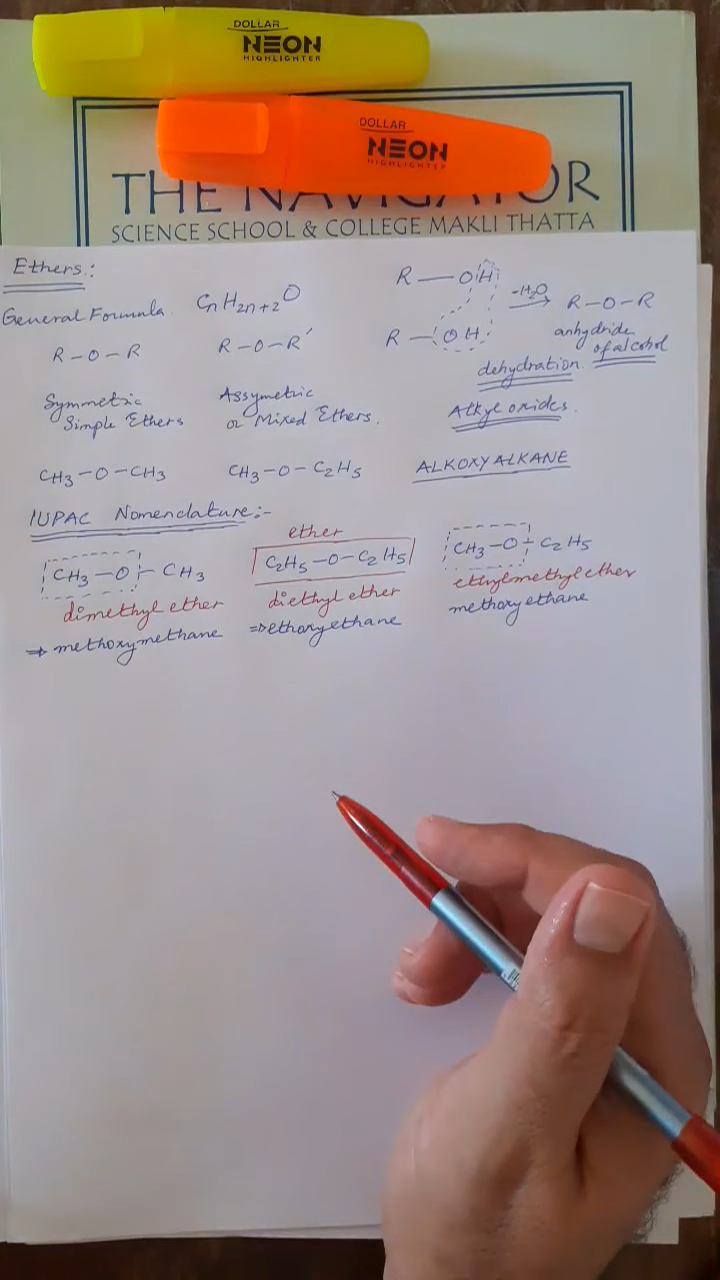 DOLLAR
NEON
HIGHLIGHTER
DOLLAR
NEON
HIGHLIGHTER
THE NAVIGATOR
SCIENCE SCHOOL & COLLEGE MAKLI THATTA
Ethers:
General Formula. CnH2n+2O
R-O-R R-O-R′
Symmetric Assymetric
Simple Ethers or Mixed Ethers.
CH3-O-CH3 CH3-O-C2H5
R — OH
R — OH
-H2O → R-O-R
anhydride
of alcohol
dehydration.
Alkyl oxides.
ALKOXYALKANE
IUPAC Nomenclature:-
ether
CH3-O-CH3 C2H5-O-C2H5 CH3-O-C2H5
dimethyl ether diethyl ether ethylmethyl ether
⇒ methoxymethane ⇒ethoxyethane methoxyethane